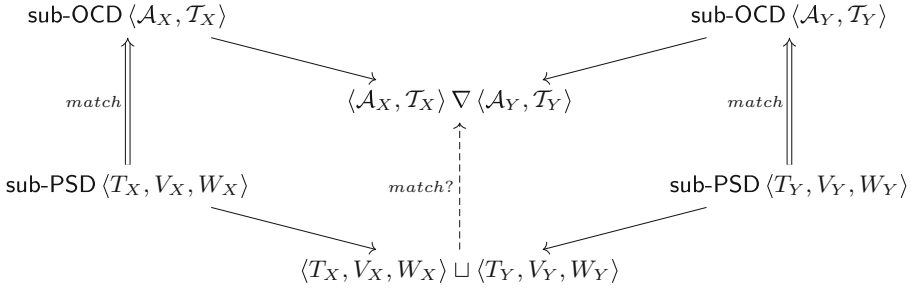 sub-OCD ⟨𝒜_X, 𝒯_X⟩ sub-OCD ⟨𝒜_Y, 𝒯_Y⟩
match ⟨𝒜_X, 𝒯_X⟩ ∇ ⟨𝒜_Y, 𝒯_Y⟩ match
sub-PSD ⟨T_X, V_X, W_X⟩ match? sub-PSD ⟨T_Y, V_Y, W_Y⟩
⟨T_X, V_X, W_X⟩ ⊔ ⟨T_Y, V_Y, W_Y⟩